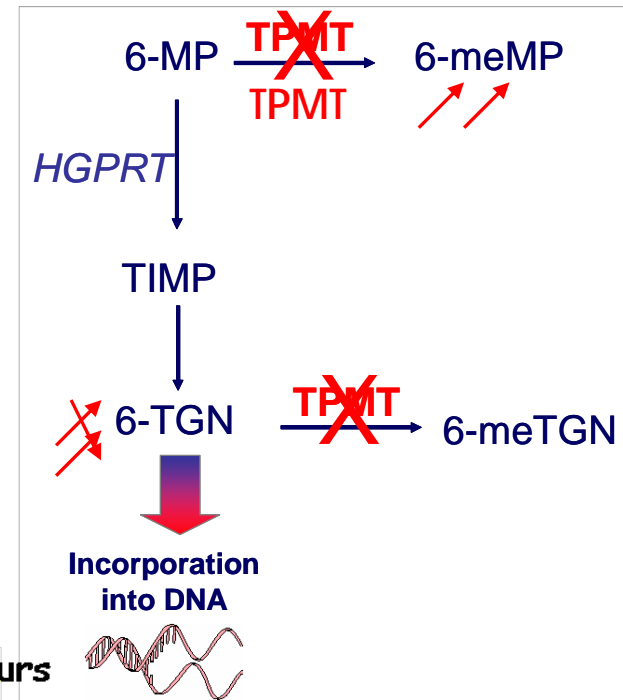 6-MP TPMT 6-meMP
TPMT
HGPRT
TIMP
6-TGN TPMT 6-meTGN
Incorporation
into DNA
urs